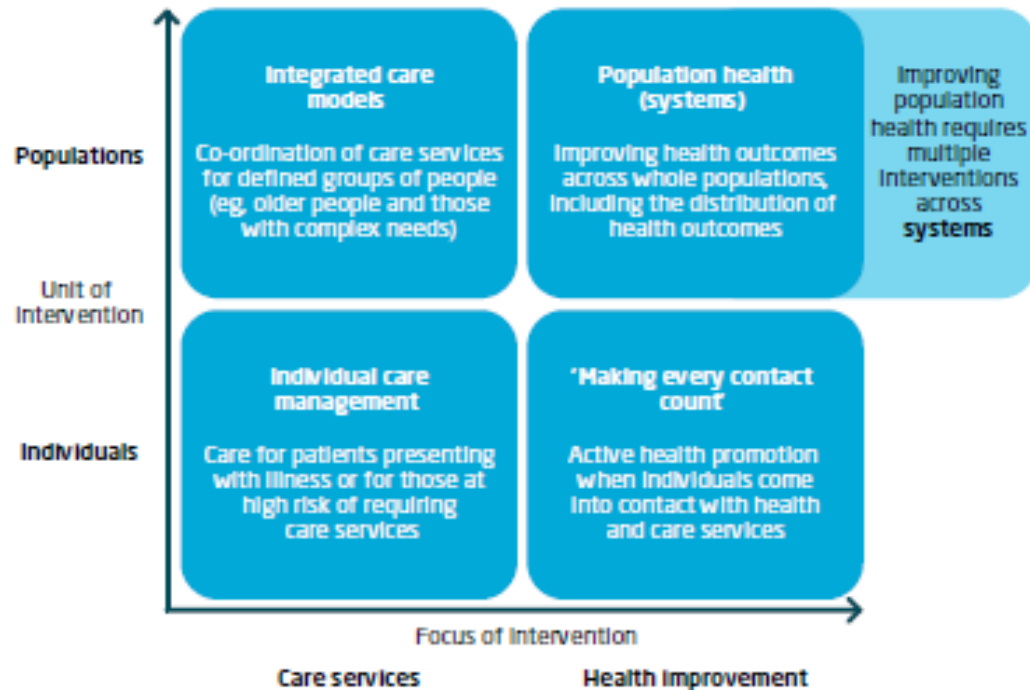 Integrated care
models
Co-ordination of care services
for defined groups of people
(eg, older people and those
with complex needs)
Population health
(systems)
Improving health outcomes
across whole populations,
including the distribution of
health outcomes
Improving
population
health requires
multiple
interventions
across
systems
Populations
Unit of
Intervention
Individuals
Individual care
management
Care for patients presenting
with illness or for those at
high risk of requiring
care services
'Making every contact
count'
Active health promotion
when individuals come
into contact with health
and care services
Focus of Intervention
Care services
Health improvement